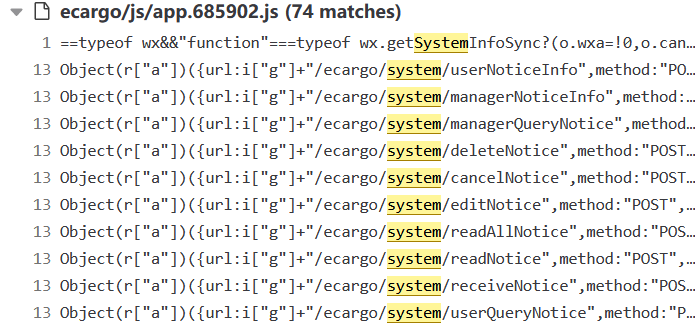 ecargo/js/app.685902.js (74 matches)
1 ==typeof wx&&"function"===typeof wx.getSystemInfoSync?(o.wxa=!0,o.can…
13 Object(r["a"])({url:i["g"]+"/ecargo/system/userNoticeInfo",method:"PO…
13 Object(r["a"])({url:i["g"]+"/ecargo/system/managerNoticeInfo",method:…
13 Object(r["a"])({url:i["g"]+"/ecargo/system/managerQueryNotice",method…
13 Object(r["a"])({url:i["g"]+"/ecargo/system/deleteNotice",method:"POST…
13 Object(r["a"])({url:i["g"]+"/ecargo/system/cancelNotice",method:"POST…
13 Object(r["a"])({url:i["g"]+"/ecargo/system/editNotice",method:"POST",…
13 Object(r["a"])({url:i["g"]+"/ecargo/system/readAllNotice",method:"POS…
13 Object(r["a"])({url:i["g"]+"/ecargo/system/readNotice",method:"POST",…
13 Object(r["a"])({url:i["g"]+"/ecargo/system/receiveNotice",method:"POS…
13 Object(r["a"])({url:i["g"]+"/ecargo/system/userQueryNotice",method:"P…